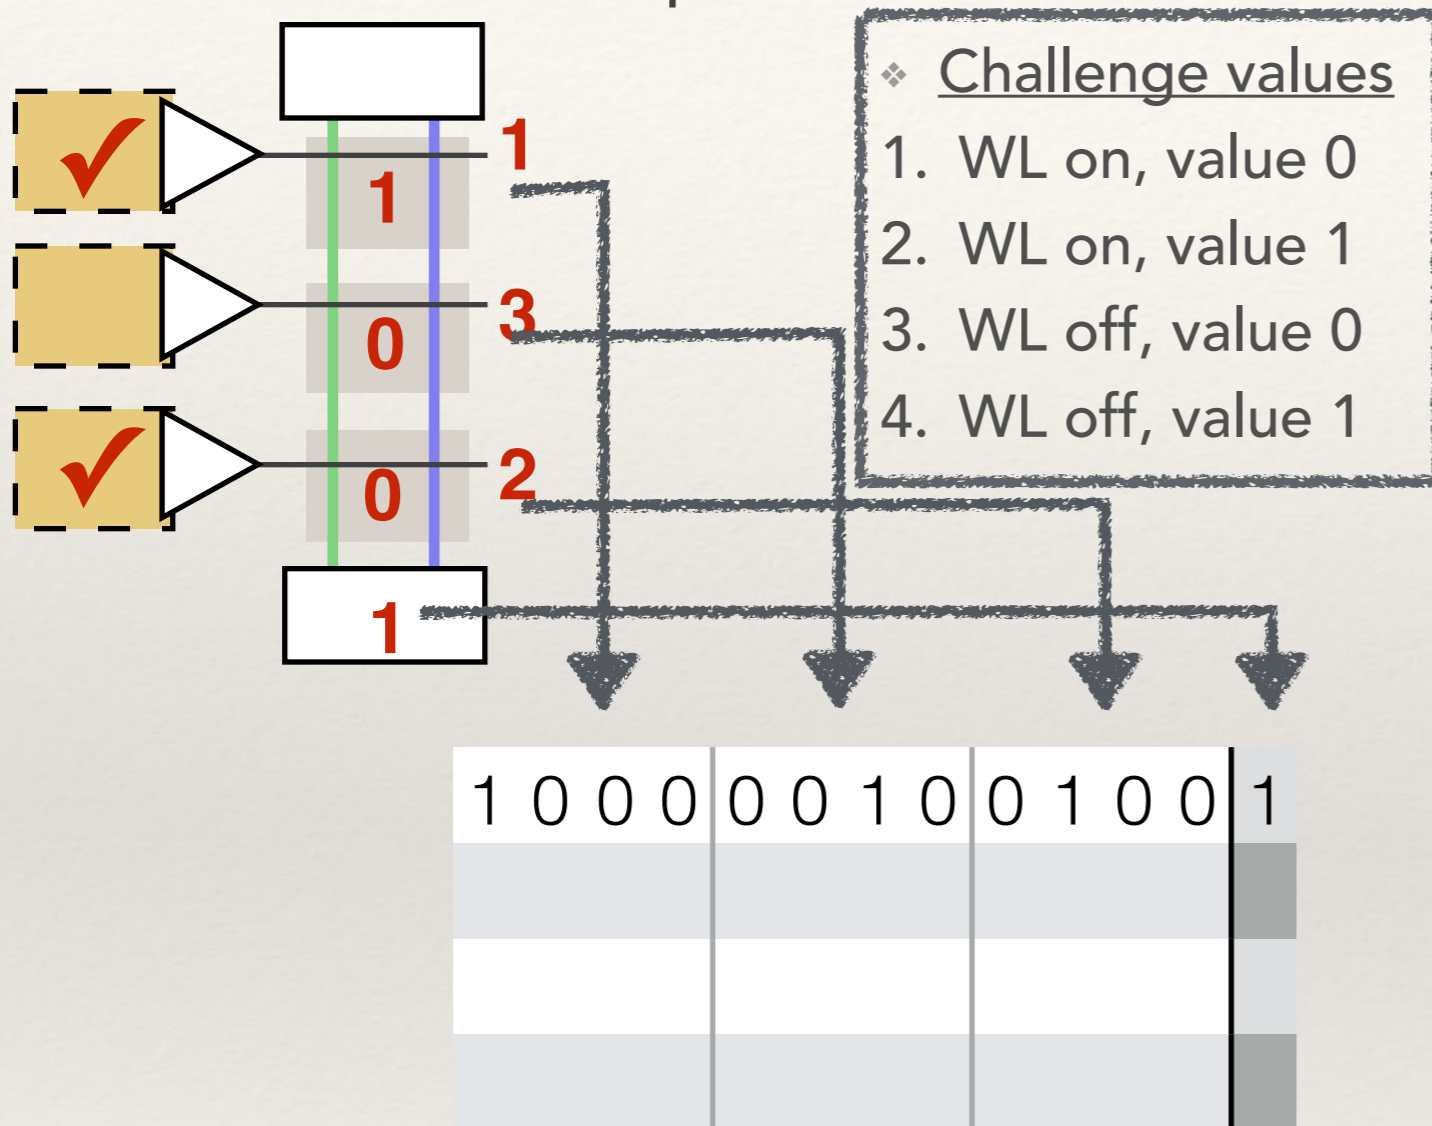 ❖ Challenge values
1. WL on, value 0
2. WL on, value 1
3. WL off, value 0
4. WL off, value 1
1
1
3
0
2
0
1
1 0 0 0 0 0 1 0 0 1 0 0 1